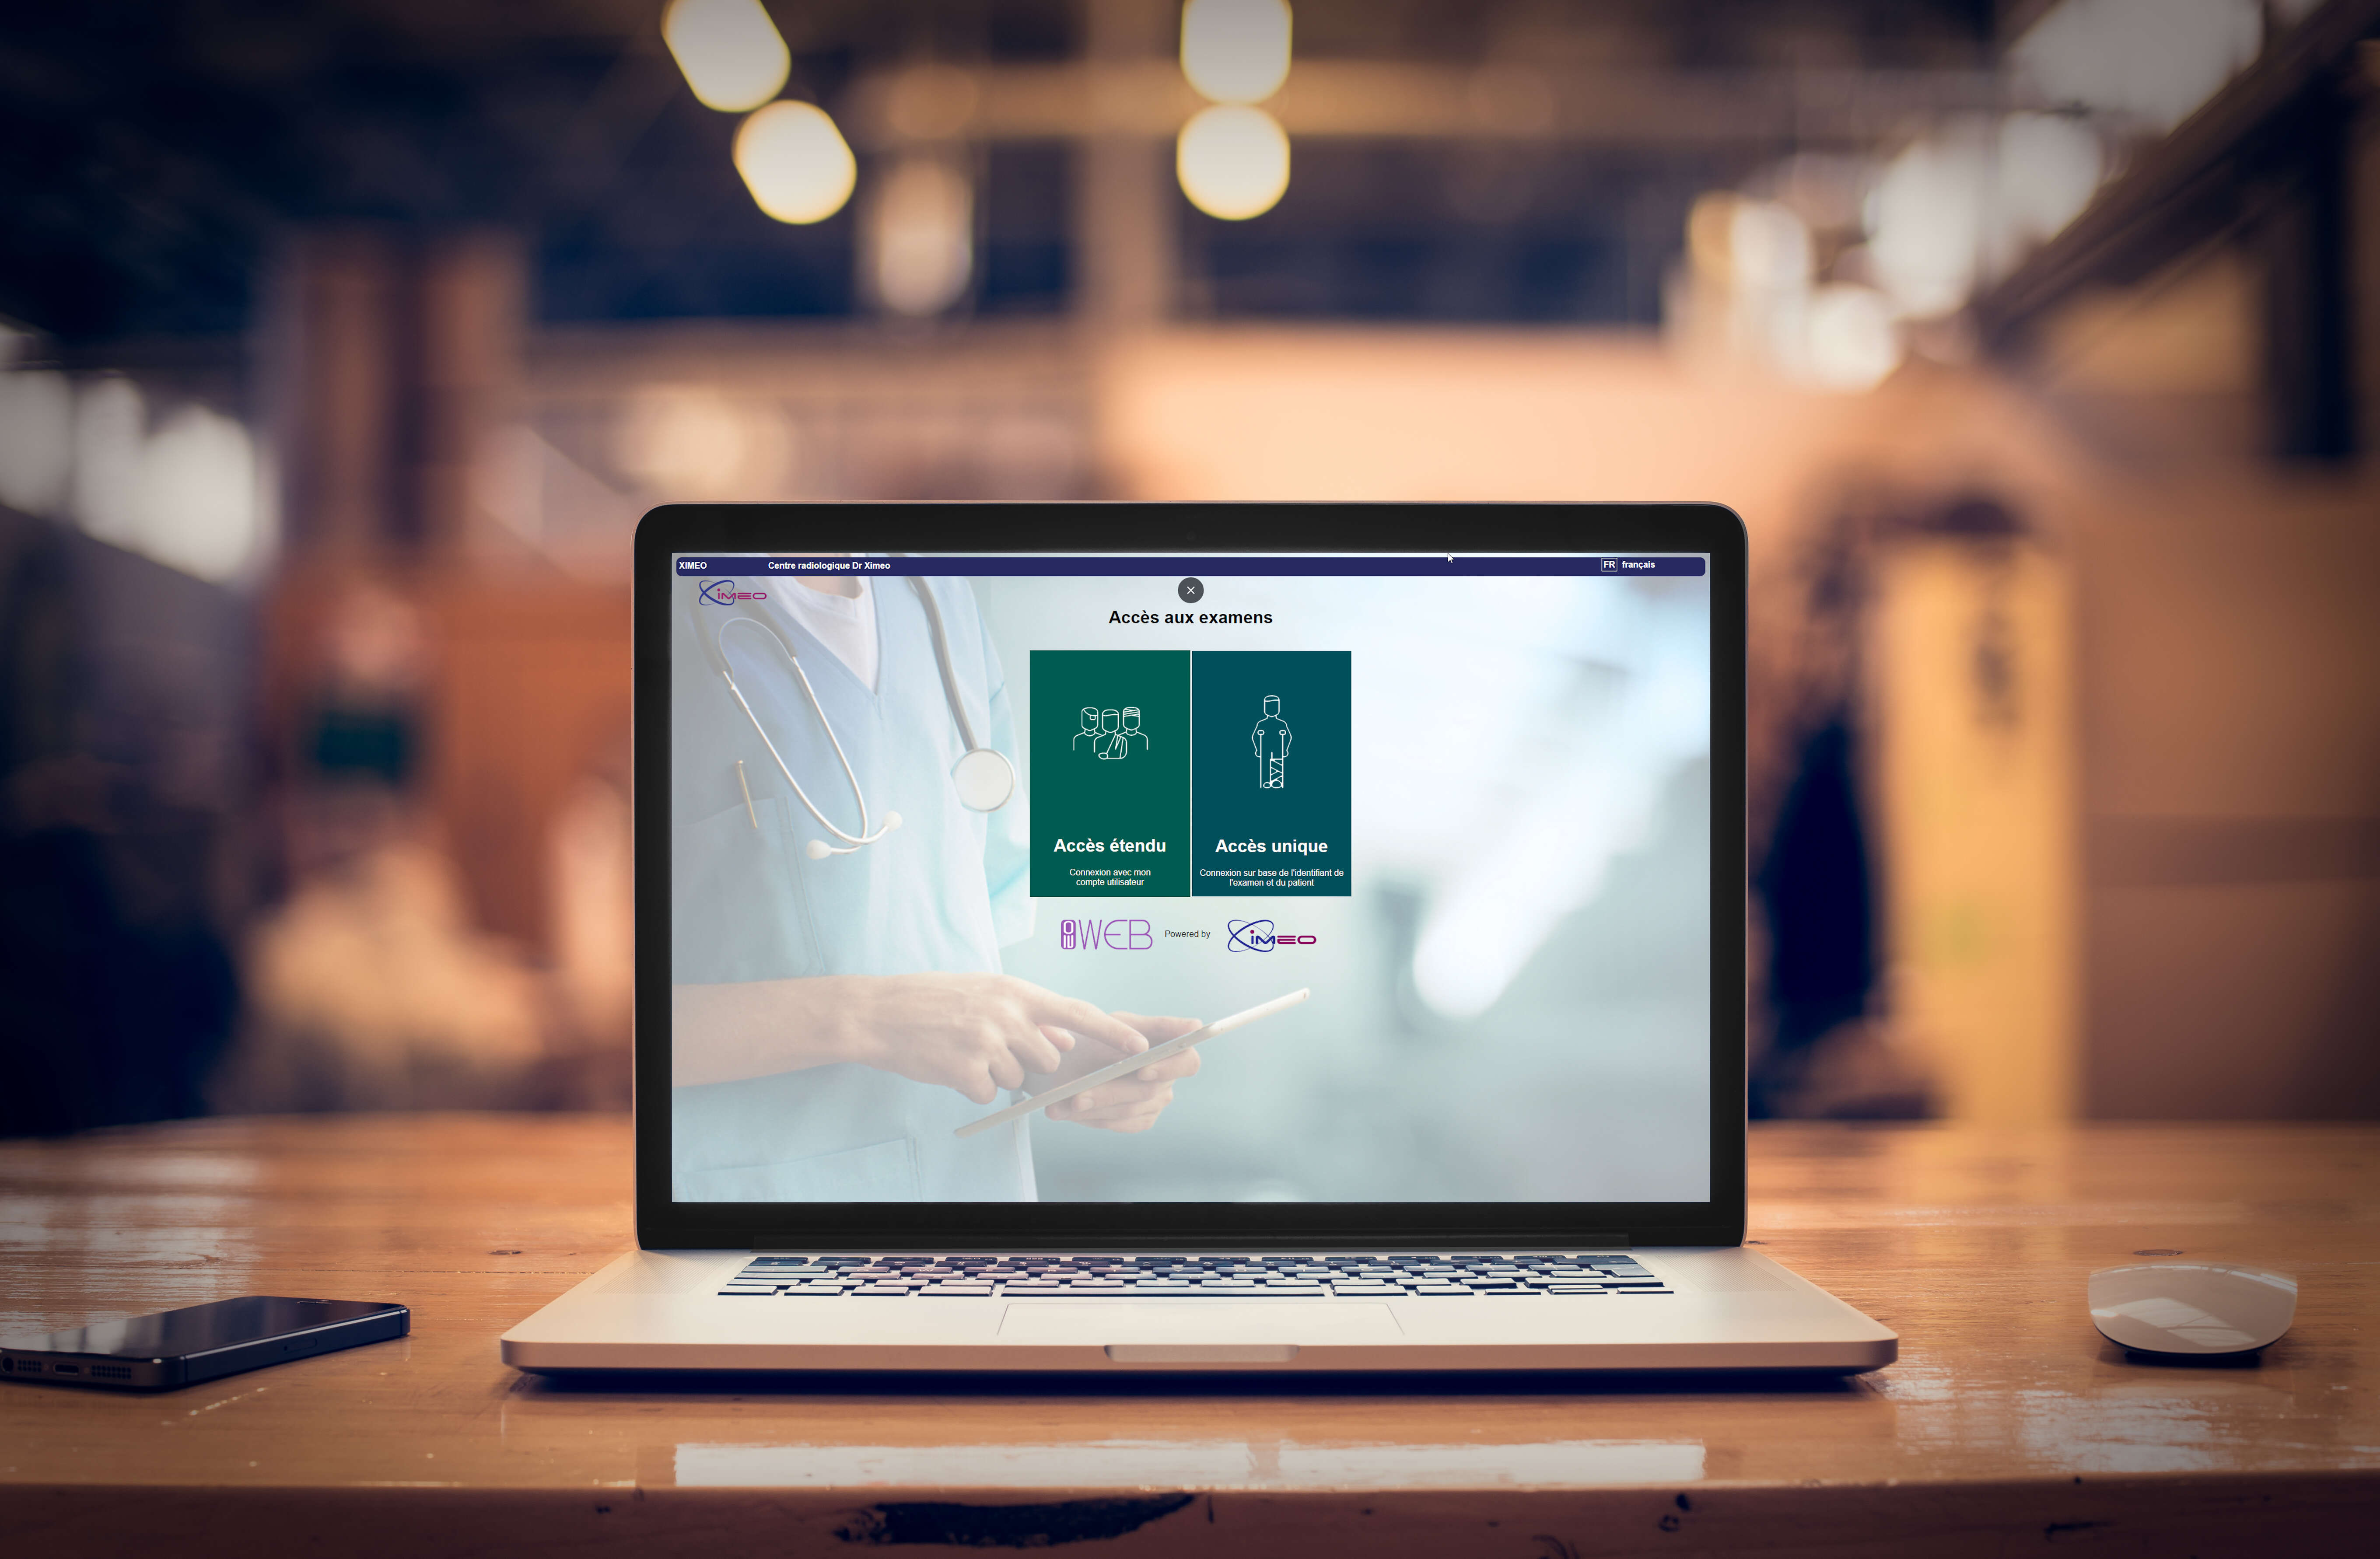 XIMEO
Centre radiologique Dr Ximeo
FR français
XiMEO
Accès aux examens
Accès étendu
Connexion avec mon
compte utilisateur
Accès unique
Connexion sur base de l'identifiant de
l'examen et du patient
WEB
Powered by
XiMEO